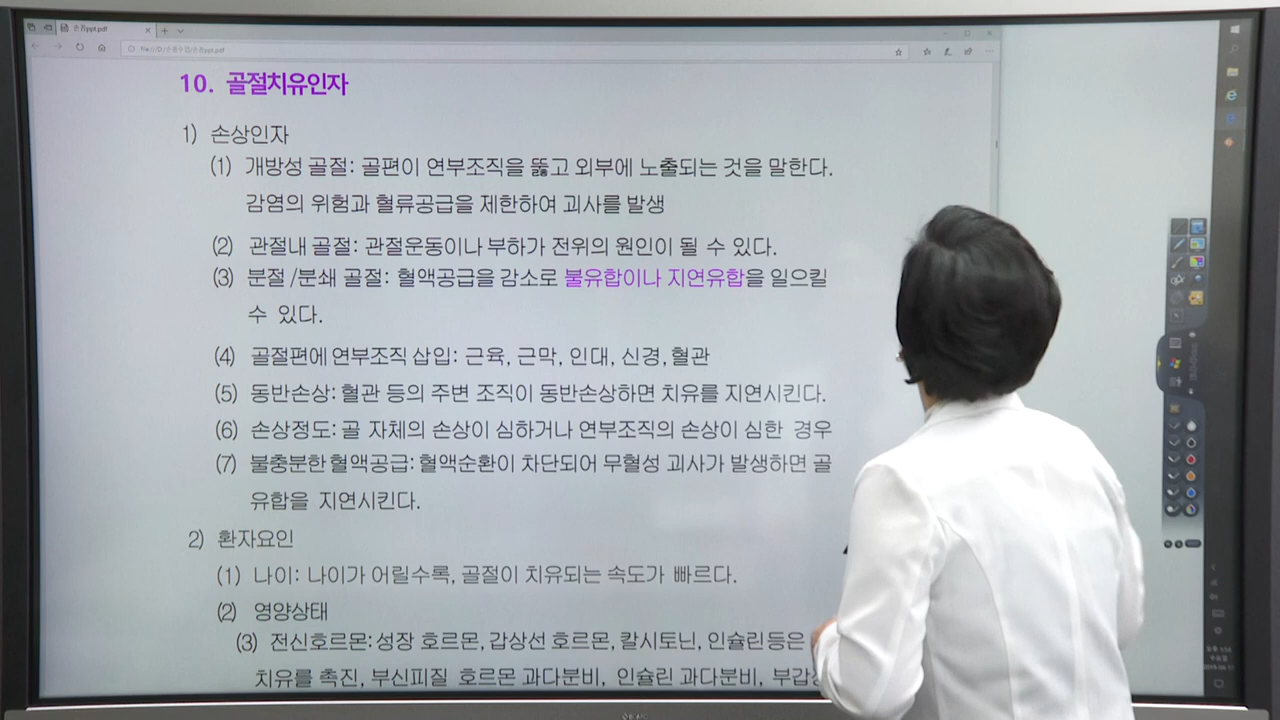 손검ppt.pdf
10. 골절치유인자
1) 손상인자
(1) 개방성 골절: 골편이 연부조직을 뚫고 외부에 노출되는 것을 말한다.
감염의 위험과 혈류공급을 제한하여 괴사를 발생
(2) 관절내 골절: 관절운동이나 부하가 전위의 원인이 될 수 있다.
(3) 분절/분쇄 골절: 혈액공급을 감소로 불유합이나 지연유합을 일으킬
수 있다.
(4) 골절편에 연부조직 삽입: 근육, 근막, 인대, 신경, 혈관
(5) 동반손상: 혈관 등의 주변 조직이 동반손상하면 치유를 지연시킨다.
(6) 손상정도: 골 자체의 손상이 심하거나 연부조직의 손상이 심한 경우
(7) 불충분한 혈액공급: 혈액순환이 차단되어 무혈성 괴사가 발생하면 골
유합을 지연시킨다.
2) 환자요인
(1) 나이: 나이가 어릴수록, 골절이 치유되는 속도가 빠르다.
(2) 영양상태
(3) 전신호르몬: 성장 호르몬, 갑상선 호르몬, 칼시토닌, 인슐린등은
치유를 촉진, 부신피질 호르몬 과다분비, 인슐린 과다분비, 부갑